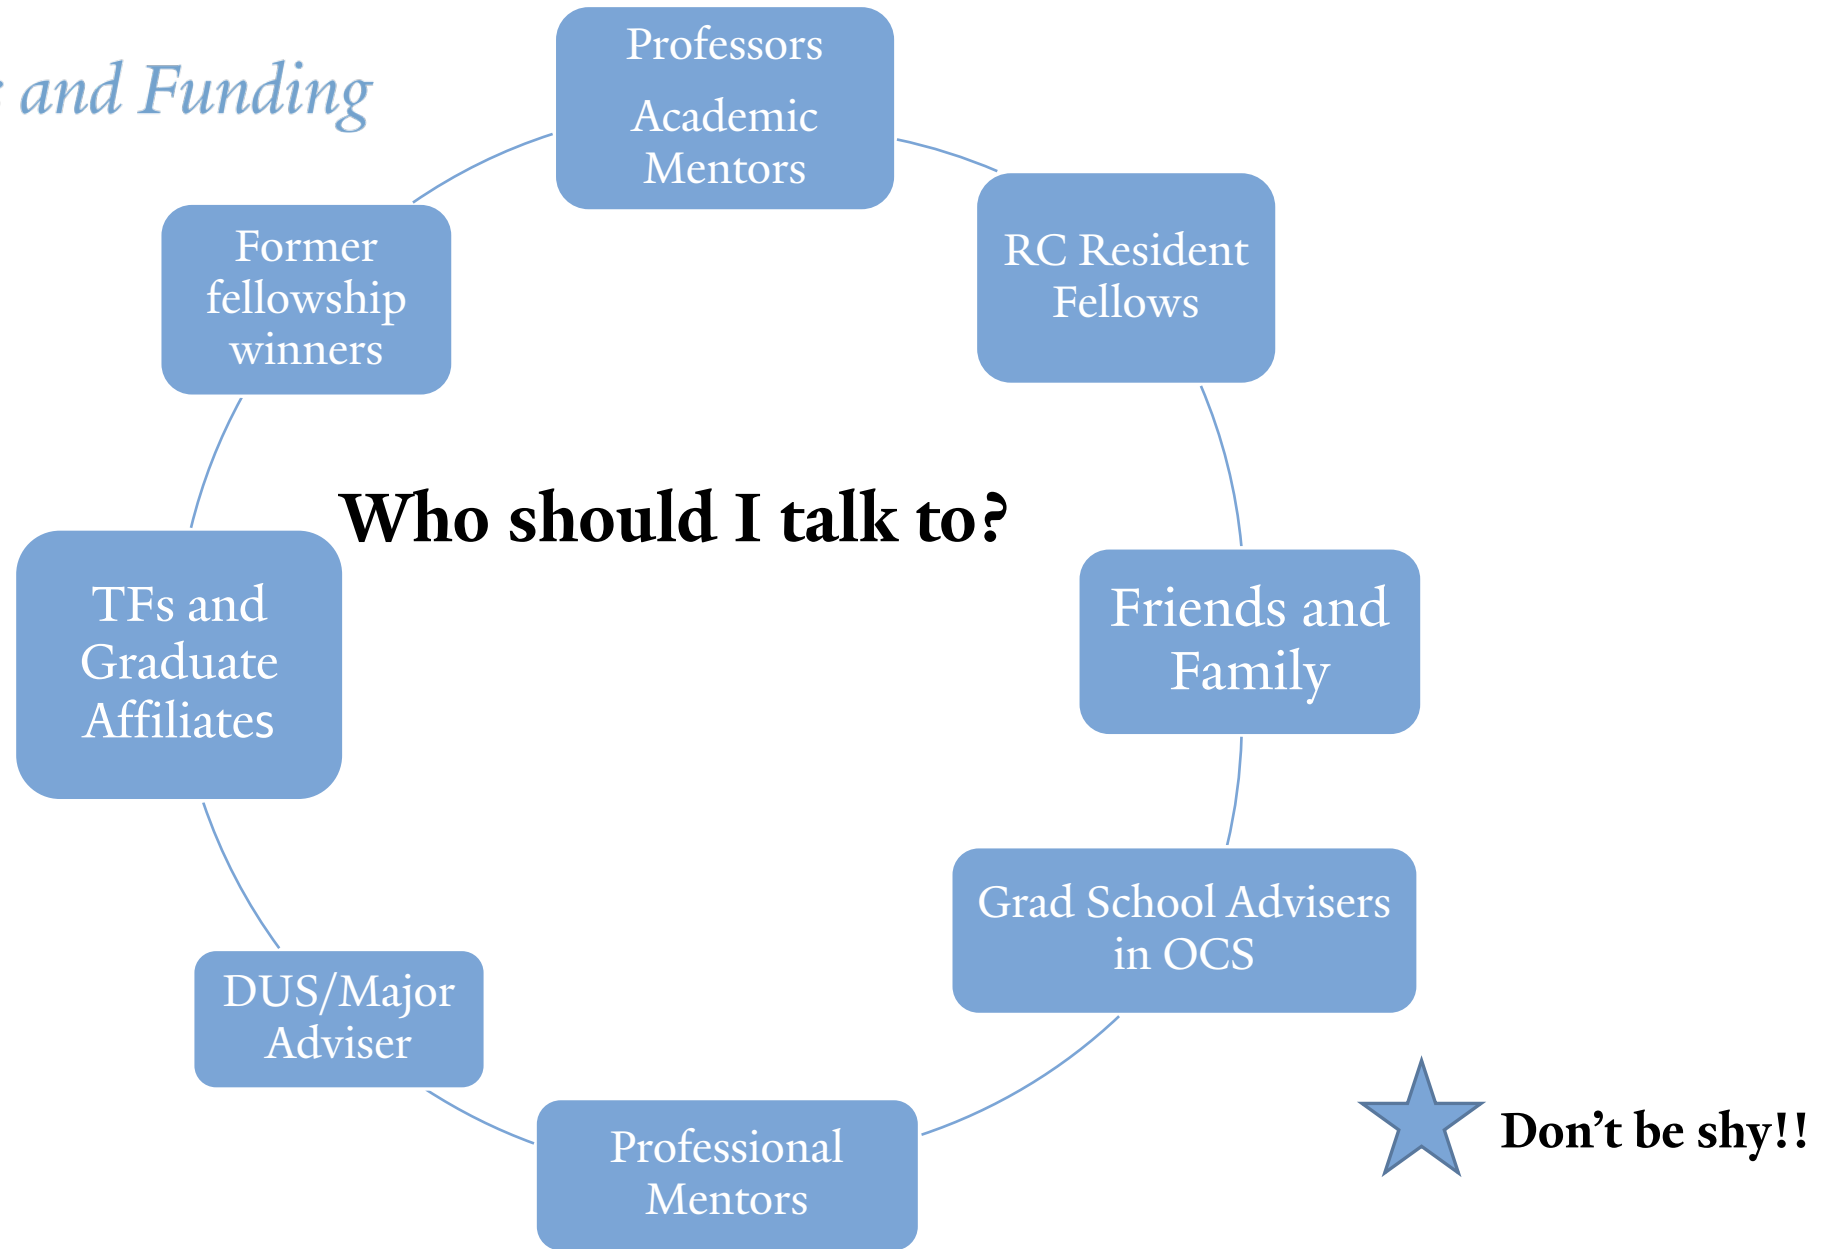 and Funding
Professors
Academic
Mentors
RC Resident
Fellows
Friends and
Family
Grad School Advisers
in OCS
Professional
Mentors
DUS/Major
Adviser
TFs and
Graduate
Affiliates
Former
fellowship
winners
Who should I talk to?
Don’t be shy!!